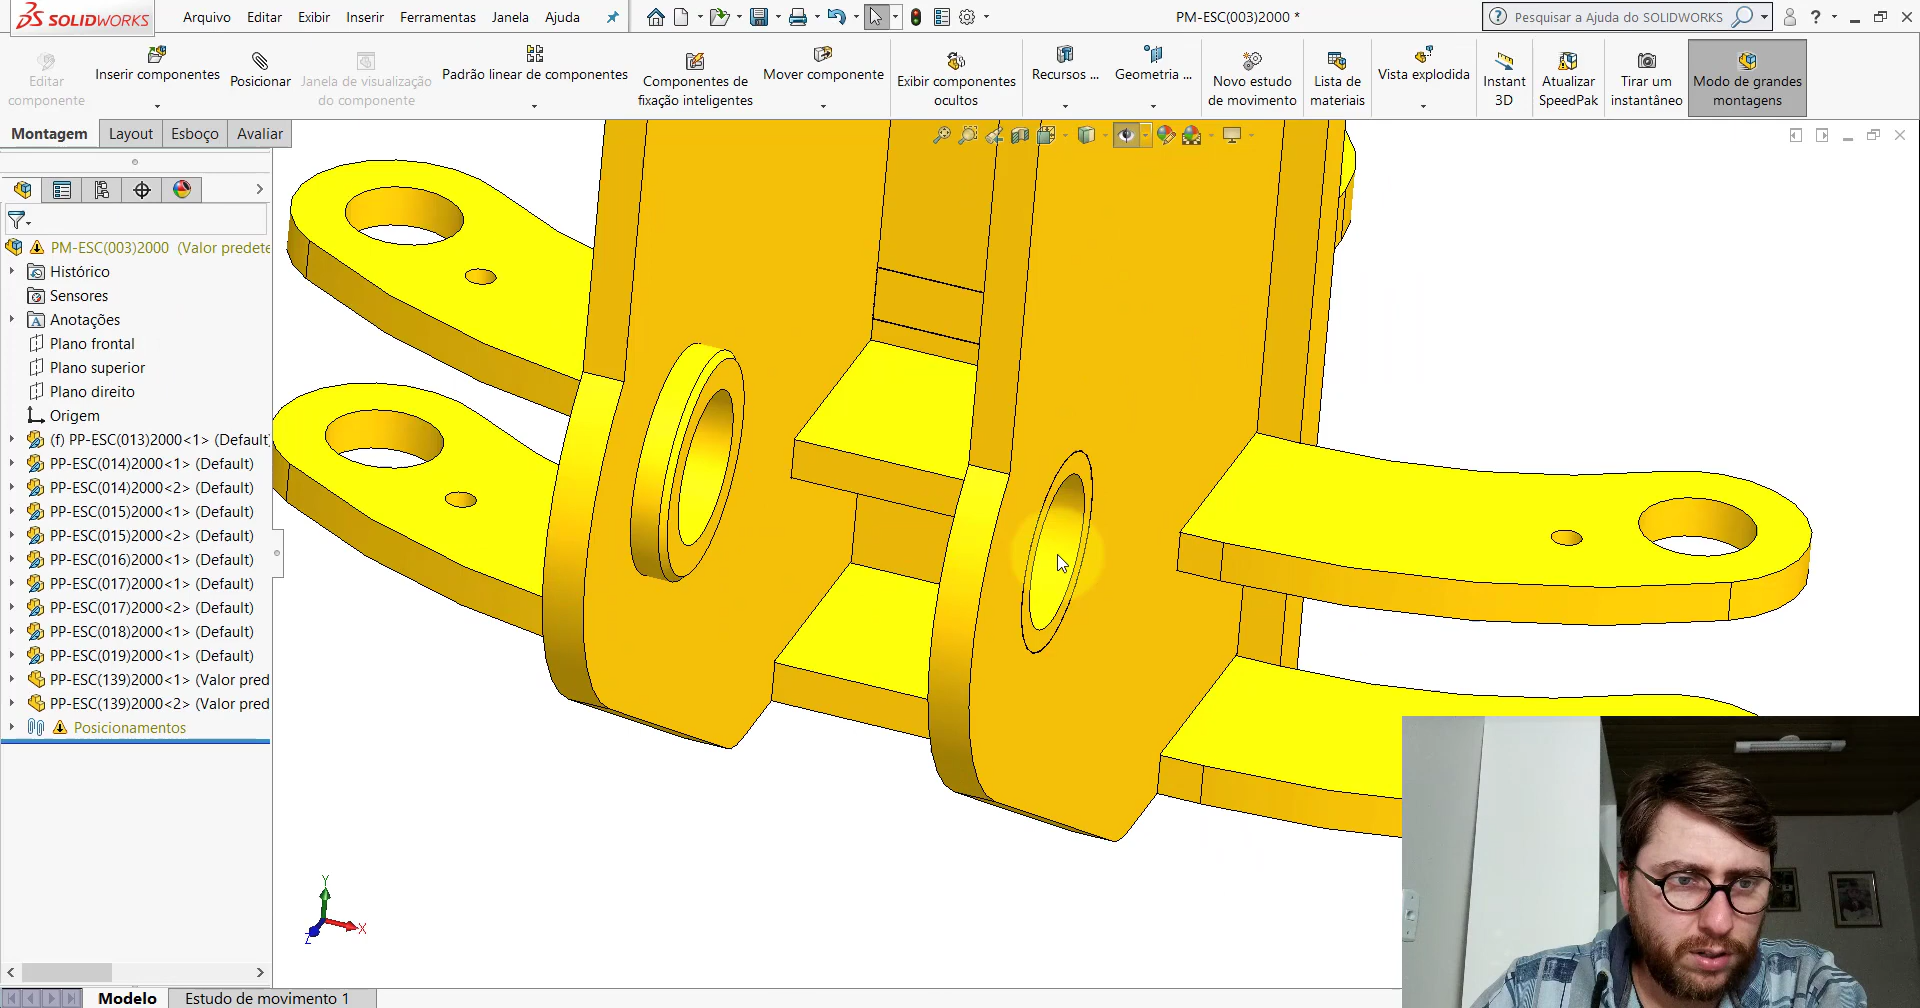 SOLIDWORKS
Arquivo Editar Exibir Inserir Ferramentas Janela Ajuda
PM-ESC(003)2000 *
Pesquisar a Ajuda do SOLIDWORKS
Editar componente
Inserir componentes
Posicionar
Janela de visualização do componente
Padrão linear de componentes
Componentes de fixação inteligentes
Mover componente
Exibir componentes ocultos
Recursos ...
Geometria ...
Novo estudo de movimento
Lista de materiais
Vista explodida
Instant 3D
Atualizar SpeedPak
Tirar um instantâneo
Modo de grandes montagens
Montagem Layout Esboço Avaliar
PM-ESC(003)2000 (Valor predete
Histórico
Sensores
Anotações
Plano frontal
Plano superior
Plano direito
Origem
(f) PP-ESC(013)2000<1> (Default
PP-ESC(014)2000<1> (Default)
PP-ESC(014)2000<2> (Default)
PP-ESC(015)2000<1> (Default)
PP-ESC(015)2000<2> (Default)
PP-ESC(016)2000<1> (Default)
PP-ESC(017)2000<1> (Default)
PP-ESC(017)2000<2> (Default)
PP-ESC(018)2000<1> (Default)
PP-ESC(019)2000<1> (Default)
PP-ESC(139)2000<1> (Valor pred
PP-ESC(139)2000<2> (Valor pred
Posicionamentos
Y
X
Z
Modelo Estudo de movimento 1